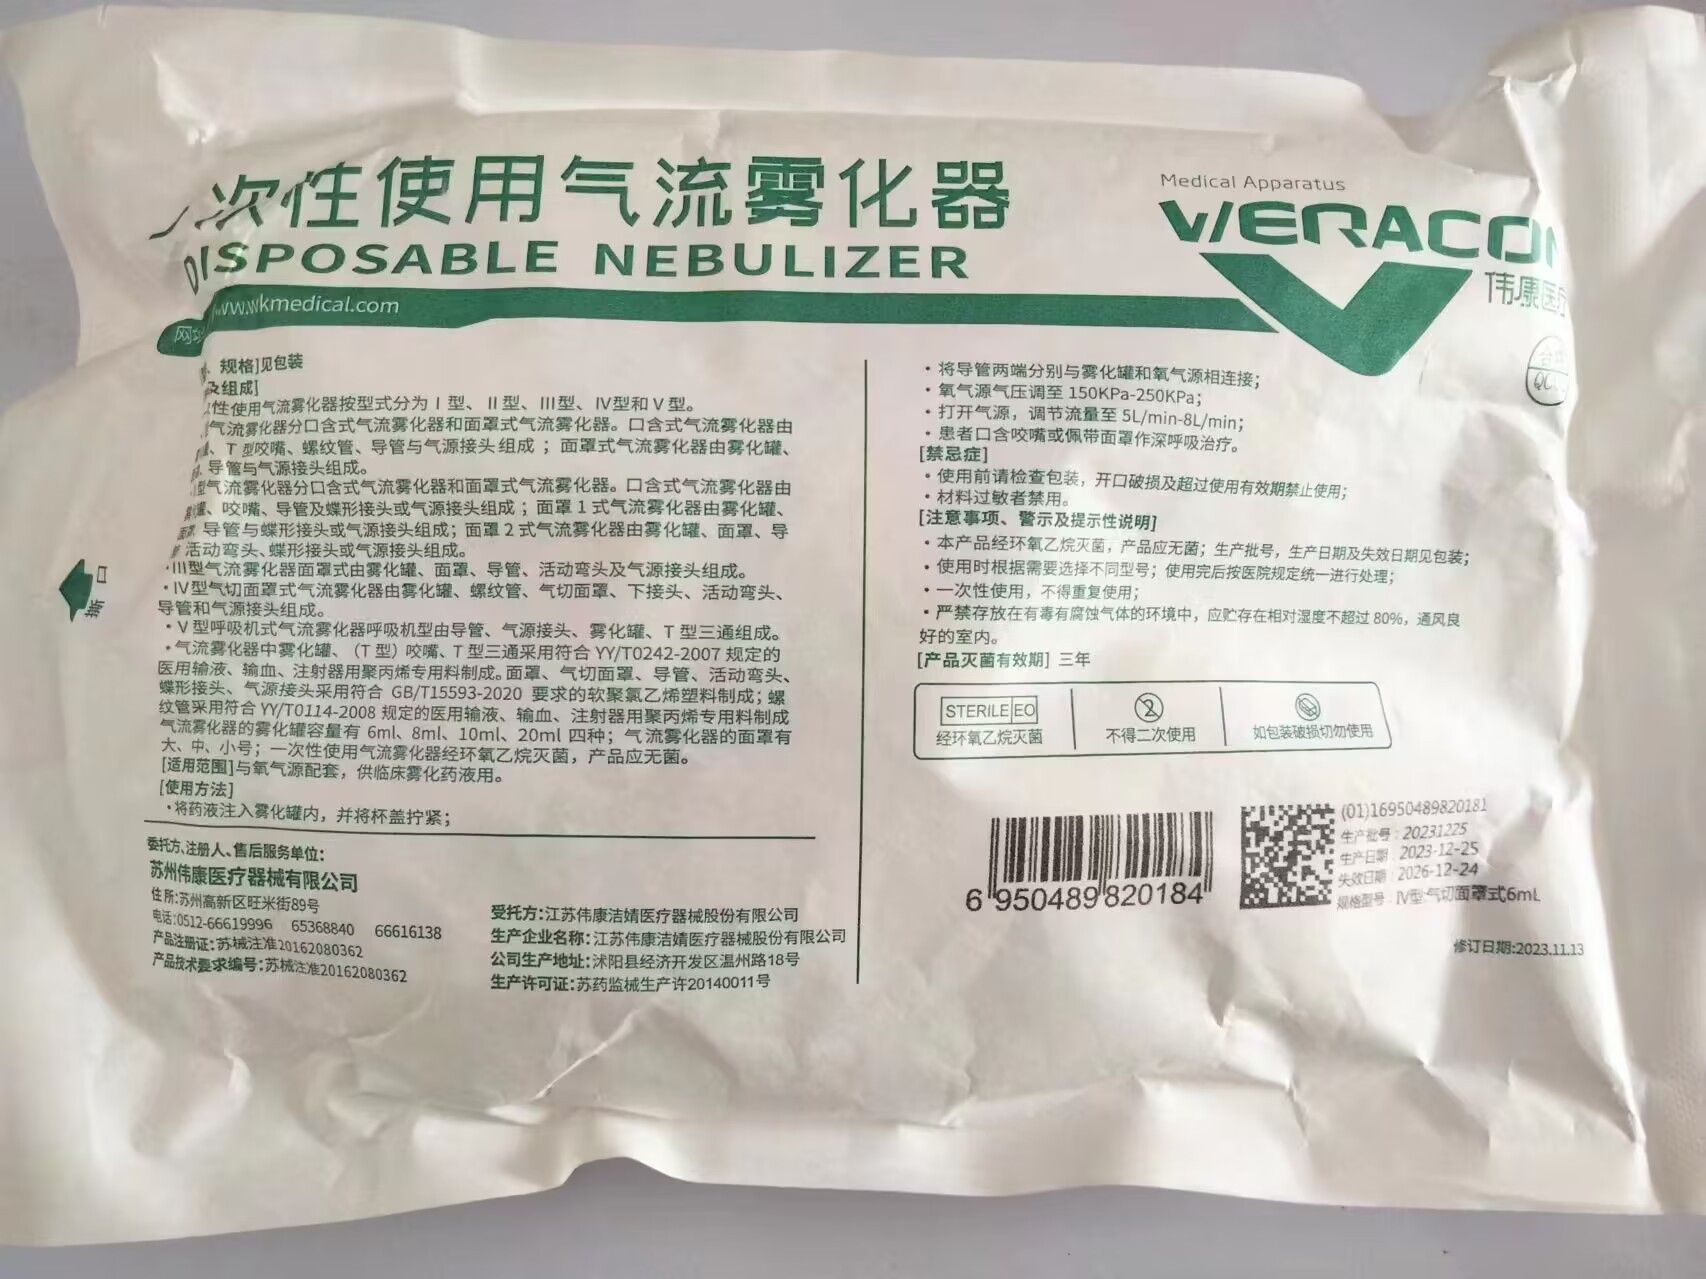 次性使用气流雾化器
DISPOSABLE NEBULIZER
www.wkmedical.com
Medical Apparatus
VERACO
伟康医疗
规格]见包装
及组成]
性使用气流雾化器按型式分为Ⅰ型、Ⅱ型、Ⅲ型、Ⅳ型和Ⅴ型。
气流雾化器分口含式气流雾化器和面罩式气流雾化器。口含式气流雾化器由
、T型咬嘴、螺纹管、导管与气源接头组成；面罩式气流雾化器由雾化罐、
、导管与气源接头组成。
型气流雾化器分口含式气流雾化器和面罩式气流雾化器。口含式气流雾化器由
、咬嘴、导管及蝶形接头或气源接头组成；面罩1式气流雾化器由雾化罐、
面罩、导管与蝶形接头或气源接头组成；面罩2式气流雾化器由雾化罐、面罩、导
活动弯头、蝶形接头或气源接头组成。
·Ⅲ型气流雾化器面罩式由雾化罐、面罩、导管、活动弯头及气源接头组成。
·Ⅳ型气切面罩式气流雾化器由雾化罐、螺纹管、气切面罩、下接头、活动弯头、
导管和气源接头组成。
·Ⅴ型呼吸机式气流雾化器呼吸机型由导管、气源接头、雾化罐、T型三通组成。
·气流雾化器中雾化罐、（T型）咬嘴、T型三通采用符合YY/T0242-2007规定的
医用输液、输血、注射器用聚丙烯专用料制成。面罩、气切面罩、导管、活动弯头、
蝶形接头、气源接头采用符合 GB/T15593-2020 要求的软聚氯乙烯塑料制成；螺
纹管采用符合YY/T0114-2008规定的医用输液、输血、注射器用聚丙烯专用料制成
气流雾化器的雾化罐容量有 6ml、8ml、10ml、20ml 四种；气流雾化器的面罩有
大、中、小号；一次性使用气流雾化器经环氧乙烷灭菌，产品应无菌。
[适用范围]与氧气源配套，供临床雾化药液用。
[使用方法]
·将药液注入雾化罐内，并将杯盖拧紧；
·将导管两端分别与雾化罐和氧气源相连接；
·氧气源气压调至150KPa-250KPa；
·打开气源，调节流量至5L/min-8L/min；
·患者口含咬嘴或佩带面罩作深呼吸治疗。
[禁忌症]
·使用前请检查包装，开口破损及超过使用有效期禁止使用；
·材料过敏者禁用。
[注意事项、警示及提示性说明]
·本产品经环氧乙烷灭菌，产品应无菌；生产批号，生产日期及失效日期见包装；
·使用时根据需要选择不同型号；使用完后按医院规定统一进行处理；
·一次性使用，不得重复使用；
·严禁存放在有毒有腐蚀气体的环境中，应贮存在相对湿度不超过80%，通风良
好的室内。
[产品灭菌有效期] 三年
STERILE EO
经环氧乙烷灭菌
2
不得二次使用
如包装破损切勿使用
6 950489 820184
(01)16950489820181
生产批号：20231225
生产日期：2023-12-25
失效日期：2026-12-24
规格型号：Ⅳ型:气切面罩式6mL
修订日期:2023.11.13
委托方、注册人、售后服务单位：
苏州伟康医疗器械有限公司
住所:苏州高新区旺米街89号
电话:0512-66619996 65368840 66616138
产品注册证：苏械注准20162080362
产品技术要求编号：苏械注准20162080362
受托方：江苏伟康洁婧医疗器械股份有限公司
生产企业名称：江苏伟康洁婧医疗器械股份有限公司
公司生产地址：沭阳县经济开发区温州路18号
生产许可证：苏药监械生产许20140011号